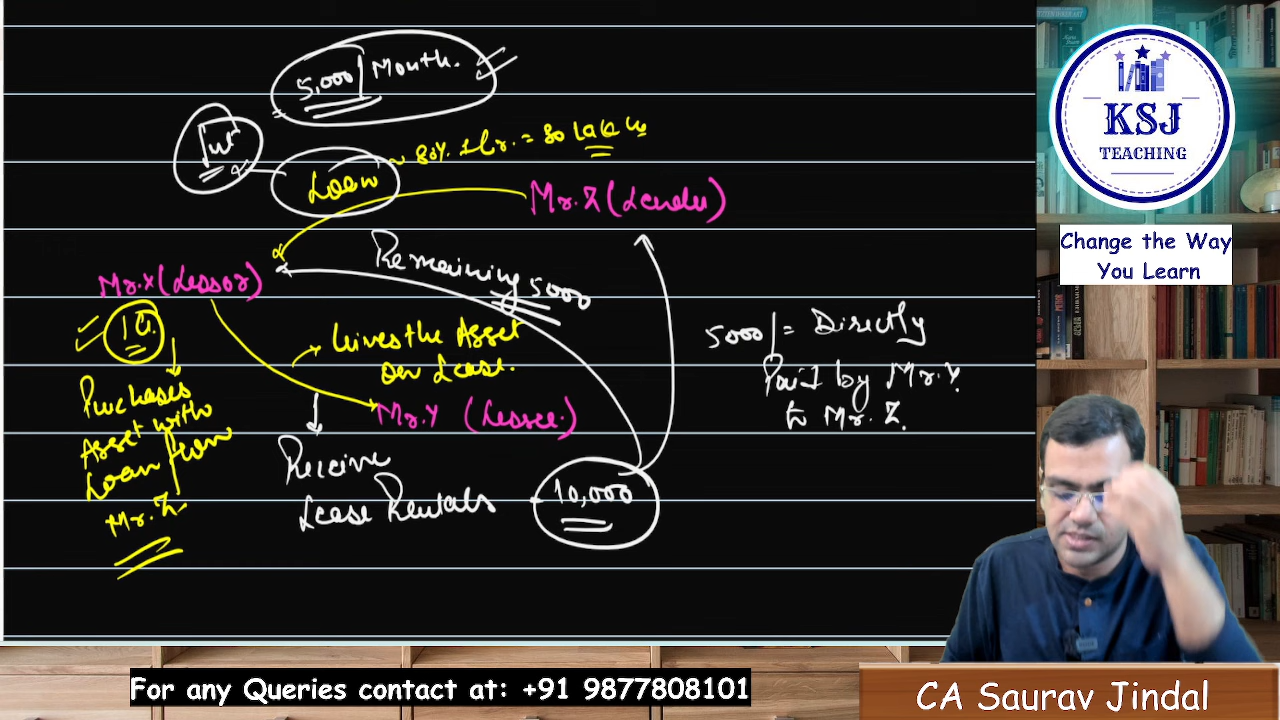 5,000/ Month.
Int
Loan ~ 80% 1Cr. = 80 Lakhs
Mr. Z (Lender)
Remaining 5000
Mr. X (Lessor)
1 Cr.
Purchases
Asset with
Loan from
Mr. Z
Gives the Asset
on Lease.
Mr. Y (Lessee)
Receive
Lease Rentals - 10,000
5000/= Directly
Paid by Mr. Y.
to Mr. Z.
KSJ
TEACHING
Change the Way
You Learn
For any Queries contact at: +91 9877808101
CA Saurav Jindal